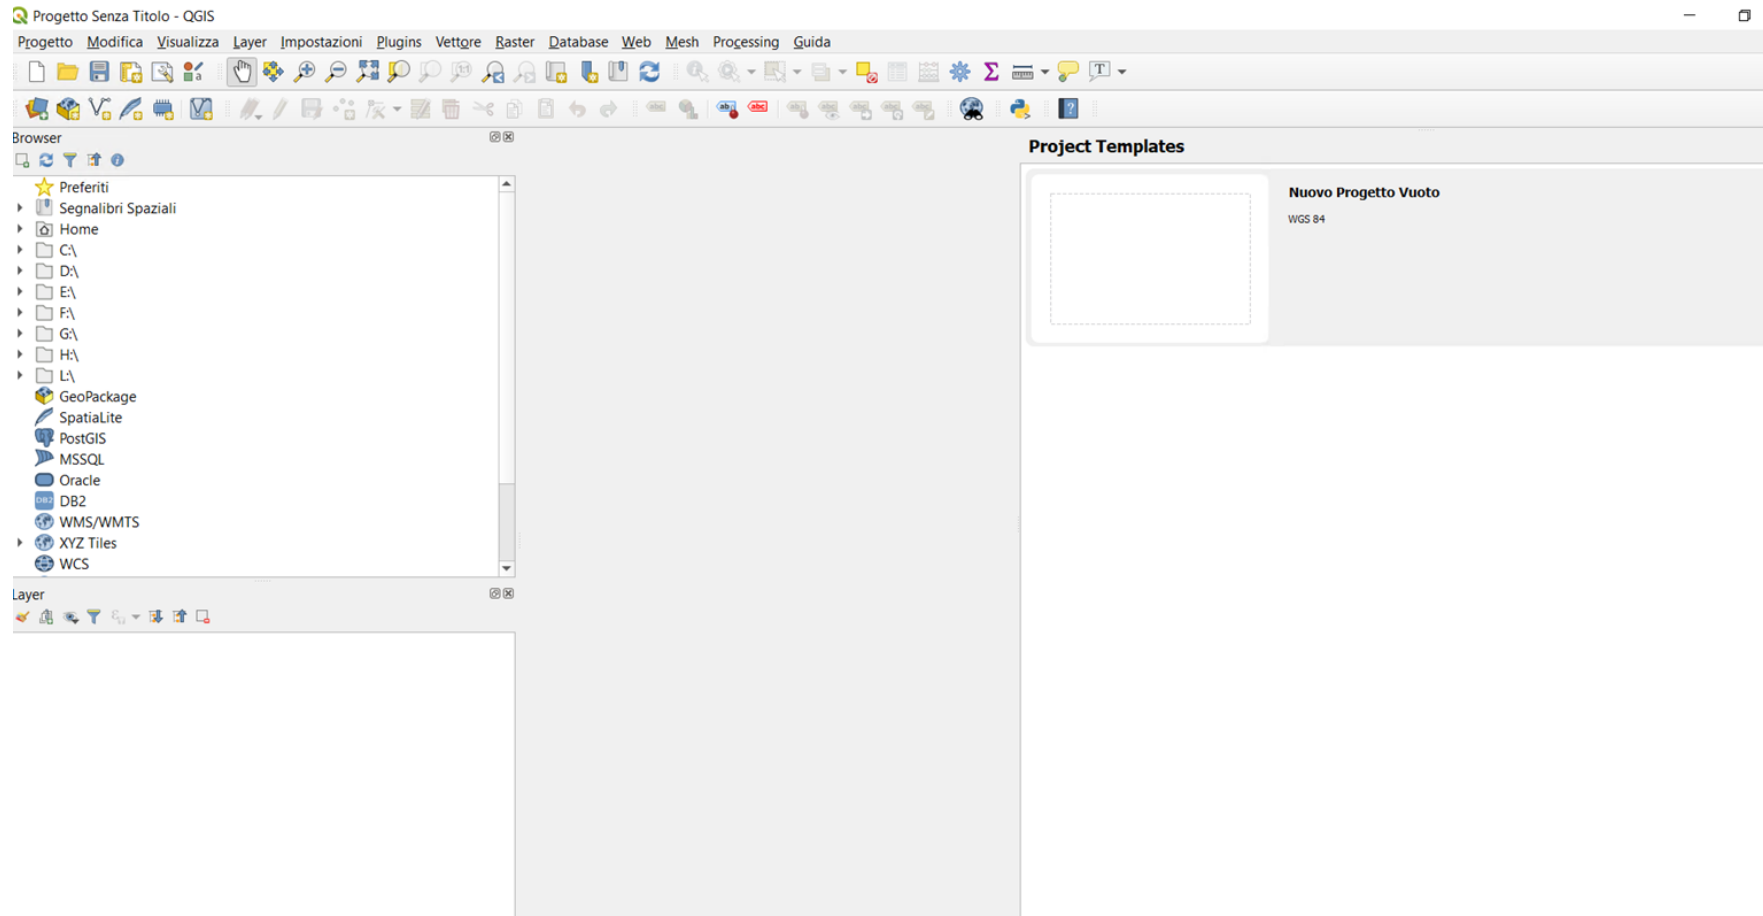 Progetto Senza Titolo - QGIS
Progetto Modifica Visualizza Layer Impostazioni Plugins Vettore Raster Database Web Mesh Processing Guida
Browser
Preferiti
Segnalibri Spaziali
Home
C:\
D:\
E:\
F:\
G:\
H:\
L:\
GeoPackage
SpatiaLite
PostGIS
MSSQL
Oracle
DB2
WMS/WMTS
XYZ Tiles
WCS
Layer
Project Templates
Nuovo Progetto Vuoto
WGS 84